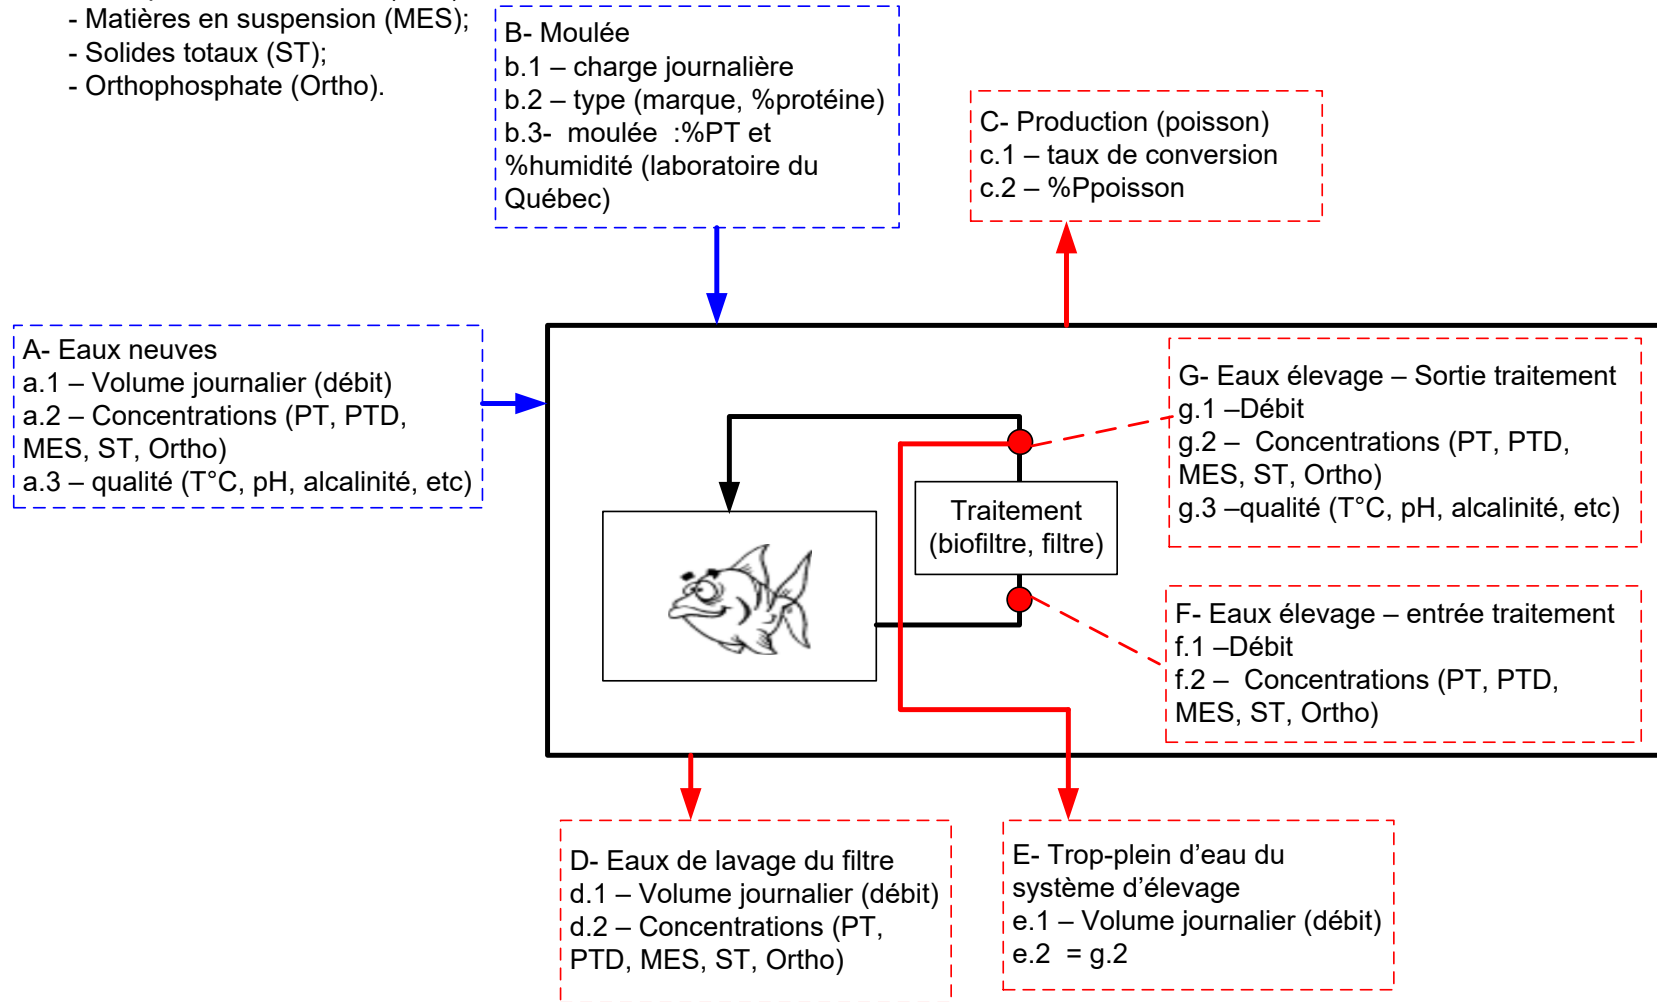 - Matières en suspension (MES);
- Solides totaux (ST);
- Orthophosphate (Ortho).
B- Moulée
b.1 – charge journalière
b.2 – type (marque, %protéine)
b.3-  moulée  :%PT et
%humidité (laboratoire du
Québec)
C- Production (poisson)
c.1 – taux de conversion
c.2 – %Ppoisson
A- Eaux neuves
a.1 – Volume journalier (débit)
a.2 – Concentrations (PT, PTD,
MES, ST, Ortho)
a.3 – qualité (T°C, pH, alcalinité, etc)
G- Eaux élevage – Sortie traitement
g.1 –Débit
g.2 –  Concentrations (PT, PTD,
MES, ST, Ortho)
g.3 –qualité (T°C, pH, alcalinité, etc)
Traitement
(biofiltre, filtre)
F- Eaux élevage – entrée traitement
f.1 –Débit
f.2 –  Concentrations (PT, PTD,
MES, ST, Ortho)
D- Eaux de lavage du filtre
d.1 – Volume journalier (débit)
d.2 – Concentrations (PT,
PTD, MES, ST, Ortho)
E- Trop-plein d'eau du
système d'élevage
e.1 – Volume journalier (débit)
e.2  = g.2